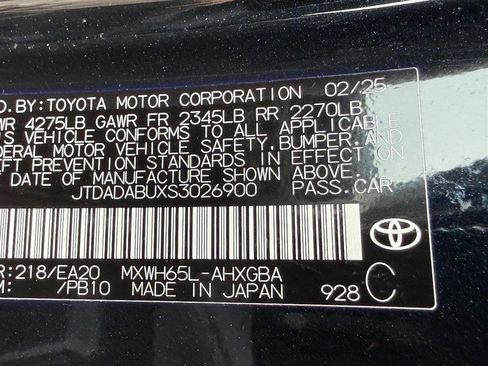 D.BY:TOYOTA MOTOR CORPORATION 02/25
WR 4275LB GAWR FR 2345LB RR 2270LB
IS VEHICLE CONFORMS TO ALL APPLICABLE
DERAL MOTOR VEHICLE SAFETY,BUMPER,AND
EFT PREVENTION STANDARDS IN EFFECT
DATE OF MANUFACTURE SHOWN ABOVE.
JTDADABUXS3026900 PASS.CAR
R:218/EA20 MXWH65L-AHXGBA
M: /PB10 MADE IN JAPAN 928 C